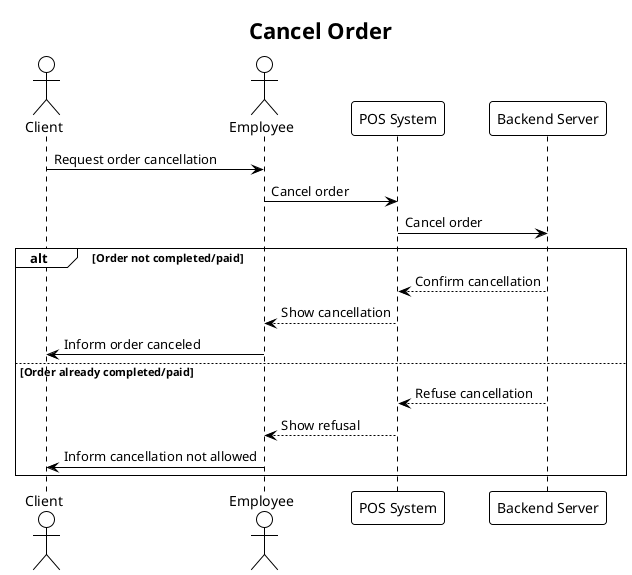 Cancel Order
Client
Employee
POS System
Backend Server
Request order cancellation
Cancel order
Cancel order
alt
[Order not completed/paid]
Confirm cancellation
Show cancellation
Inform order canceled
[Order already completed/paid]
Refuse cancellation
Show refusal
Inform cancellation not allowed
Client
Employee
POS System
Backend Server